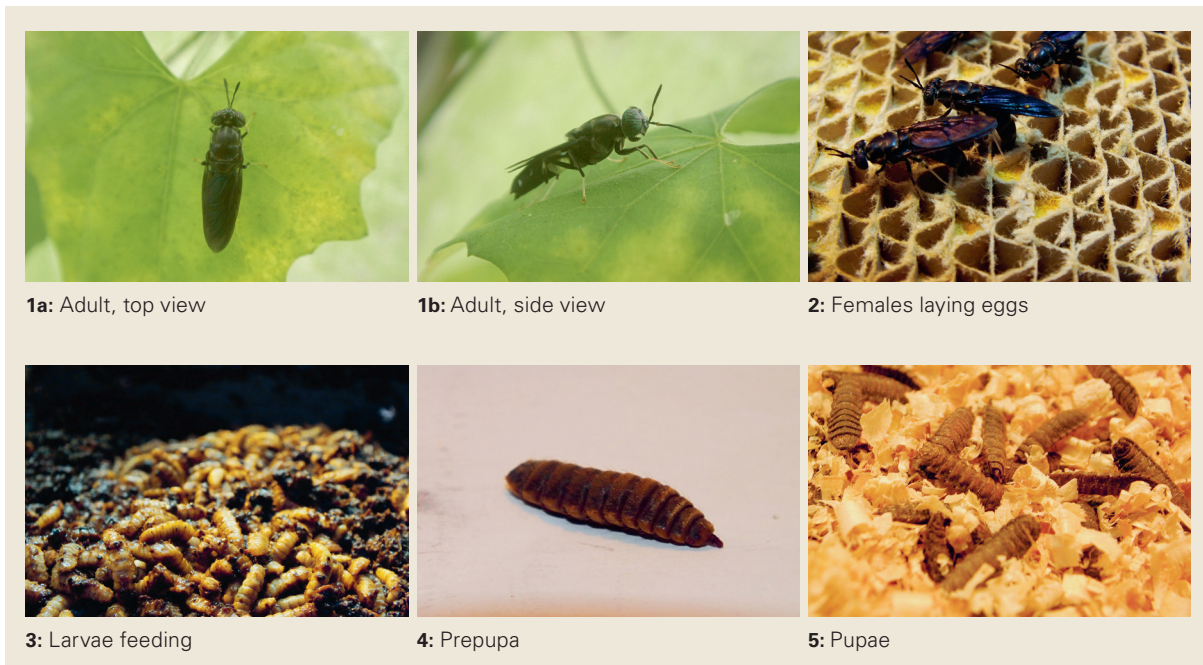 1a: Adult, top view
1b: Adult, side view
2: Females laying eggs
3: Larvae feeding
4: Prepupa
5: Pupae